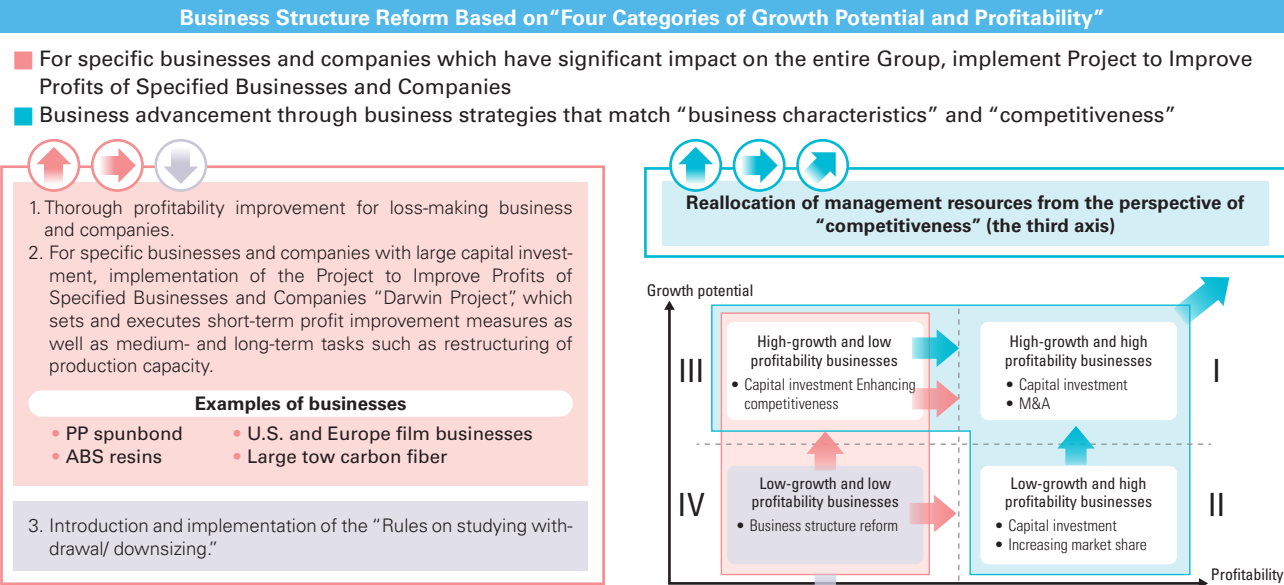 Business Structure Reform Based on“Four Categories of Growth Potential and Profitability”
For specific businesses and companies which have significant impact on the entire Group, implement Project to Improve
Profits of Specified Businesses and Companies
Business advancement through business strategies that match “business characteristics” and “competitiveness”
1. Thorough profitability improvement for loss-making business
and companies.
2. For specific businesses and companies with large capital invest-
ment, implementation of the Project to Improve Profits of
Specified Businesses and Companies “Darwin Project”, which
sets and executes short-term profit improvement measures as
well as medium- and long-term tasks such as restructuring of
production capacity.
Examples of businesses
• PP spunbond
• ABS resins
• U.S. and Europe film businesses
• Large tow carbon fiber
3. Introduction and implementation of the “Rules on studying with-
drawal/ downsizing.”
Reallocation of management resources from the perspective of
“competitiveness” (the third axis)
Growth potential
III
High-growth and low
profitability businesses
• Capital investment Enhancing
competitiveness
High-growth and high
profitability businesses
• Capital investment
• M&A
I
IV
Low-growth and low
profitability businesses
• Business structure reform
Low-growth and high
profitability businesses
• Capital investment
• Increasing market share
II
Profitability